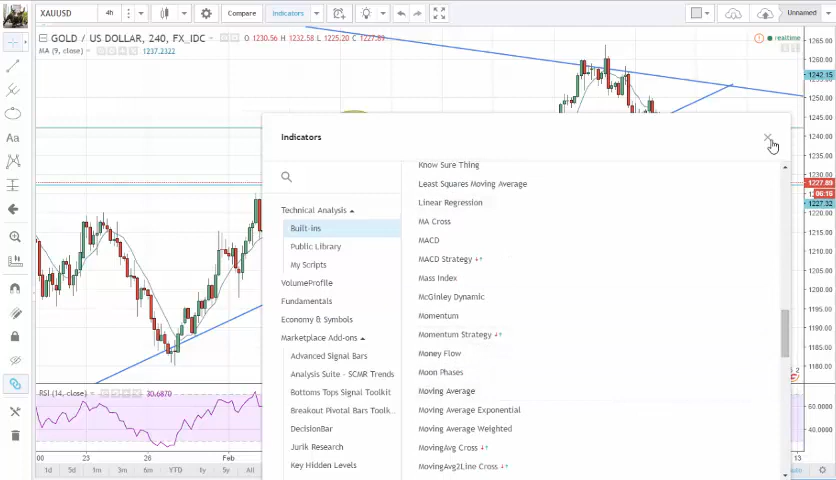 XAUUSD 4h Compare Indicators Unnamed
GOLD / US DOLLAR, 240, FX_IDC O 1230.56 H 1232.58 L 1225.20 C 1227.89
realtime
MA (9, close) 1237.2322
1265.00
1260.00
1255.00
1250.00
1245.00
1240.00
1235.00
1230.00
1220.00
1215.00
1210.00
1205.00
1200.00
1195.00
1190.00
1185.00
1180.00
1242.15
1227.89
06:16
1227.32
Indicators
Technical Analysis
Built-ins
Public Library
My Scripts
VolumeProfile
Fundamentals
Economy & Symbols
Marketplace Add-ons
Advanced Signal Bars
Analysis Suite - SCMR Trends
Bottoms Tops Signal Toolkit
Breakout Pivotal Bars Toolk..
DecisionBar
Jurik Research
Key Hidden Levels
Know Sure Thing
Least Squares Moving Average
Linear Regression
MA Cross
MACD
MACD Strategy
Mass Index
McGinley Dynamic
Momentum
Momentum Strategy
Money Flow
Moon Phases
Moving Average
Moving Average Exponential
Moving Average Weighted
MovingAvg Cross
MovingAvg2Line Cross
RSI (14, close) 30.6870
60.0000
40.0000
:00 23 26 Feb 13
1d 5d 1m 3m 6m YTD 1y 5y All